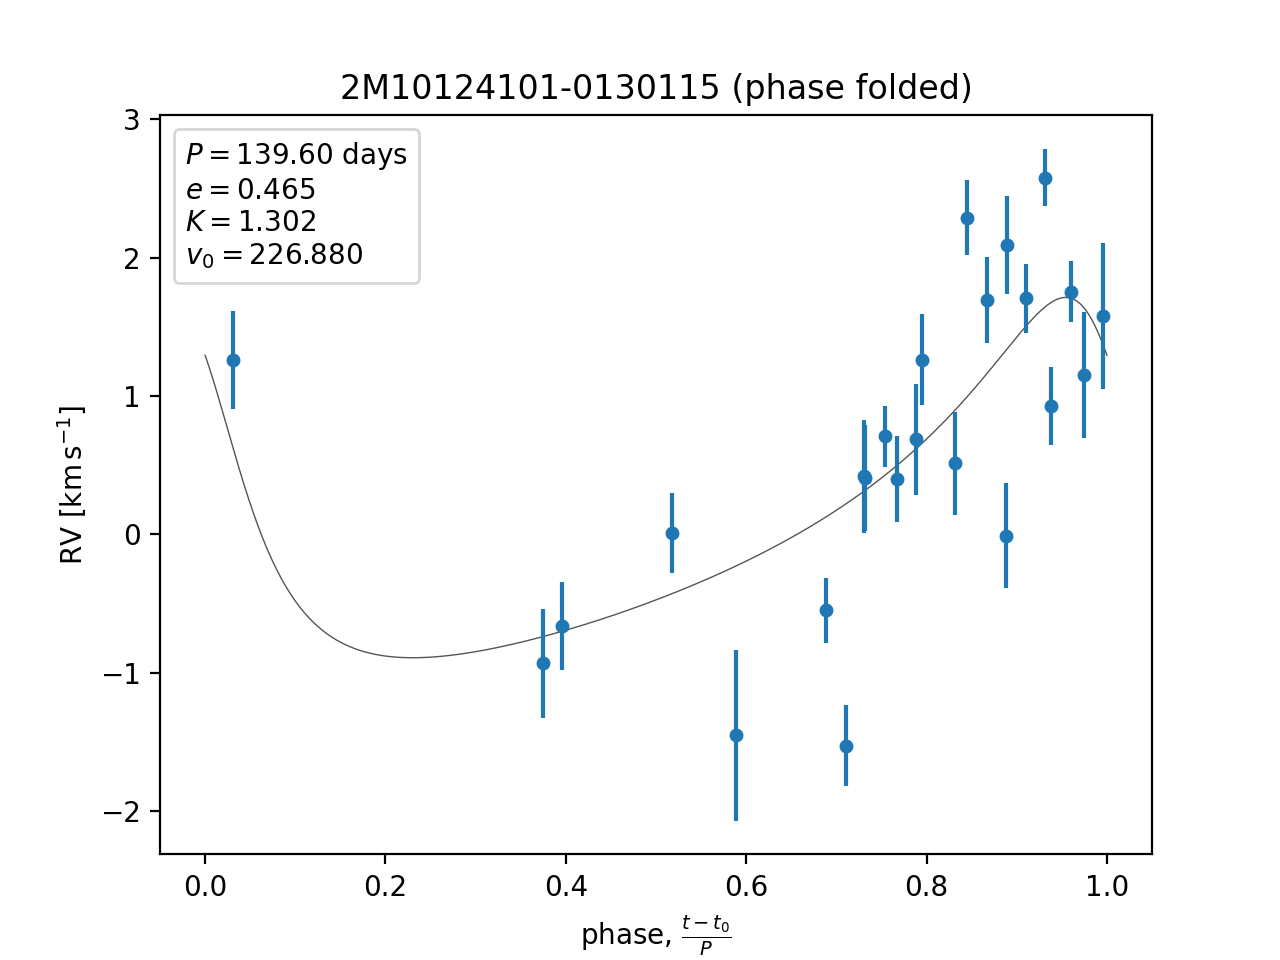 2M10124101-0130115 (phase folded)
P = 139.60 days
e = 0.465
K = 1.302
v₀ = 226.880
RV [km s⁻¹]
3
2
1
0
−1
−2
0.0 0.2 0.4 0.6 0.8 1.0
phase, (t − t₀)/P